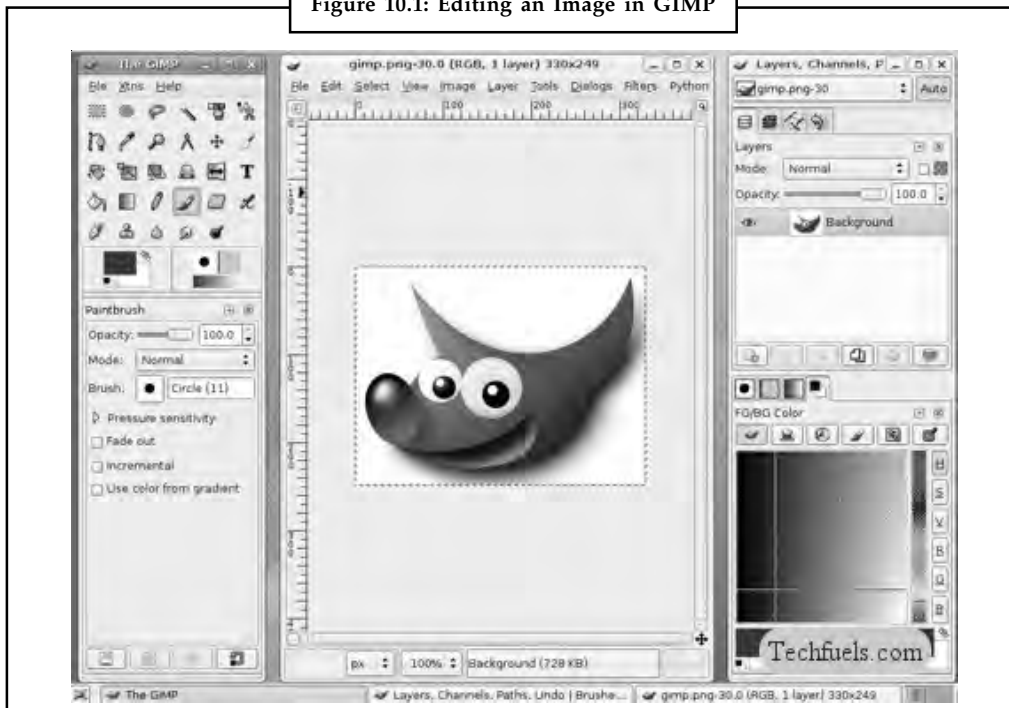 Figure 10.1: Editing an Image in GIMP
The GIMP
File Xtns Help
Paintbrush
Opacity: 100.0
Mode: Normal
Brush: Circle (11)
Pressure sensitivity
Fade out
Incremental
Use color from gradient
gimp.png-30.0 (RGB, 1 layer) 330x249
File Edit Select View Image Layer Tools Dialogs Filters Python
0 100 200 300
px 100% Background (728 KB)
Layers, Channels, P
gimp.png-30 Auto
Layers
Mode: Normal
Opacity: 100.0
Background
FG/BG Color
H
S
V
R
G
B
Techfuels.com
The GIMP
Layers, Channels, Paths, Undo | Brushe...
gimp.png-30.0 (RGB, 1 layer) 330x249